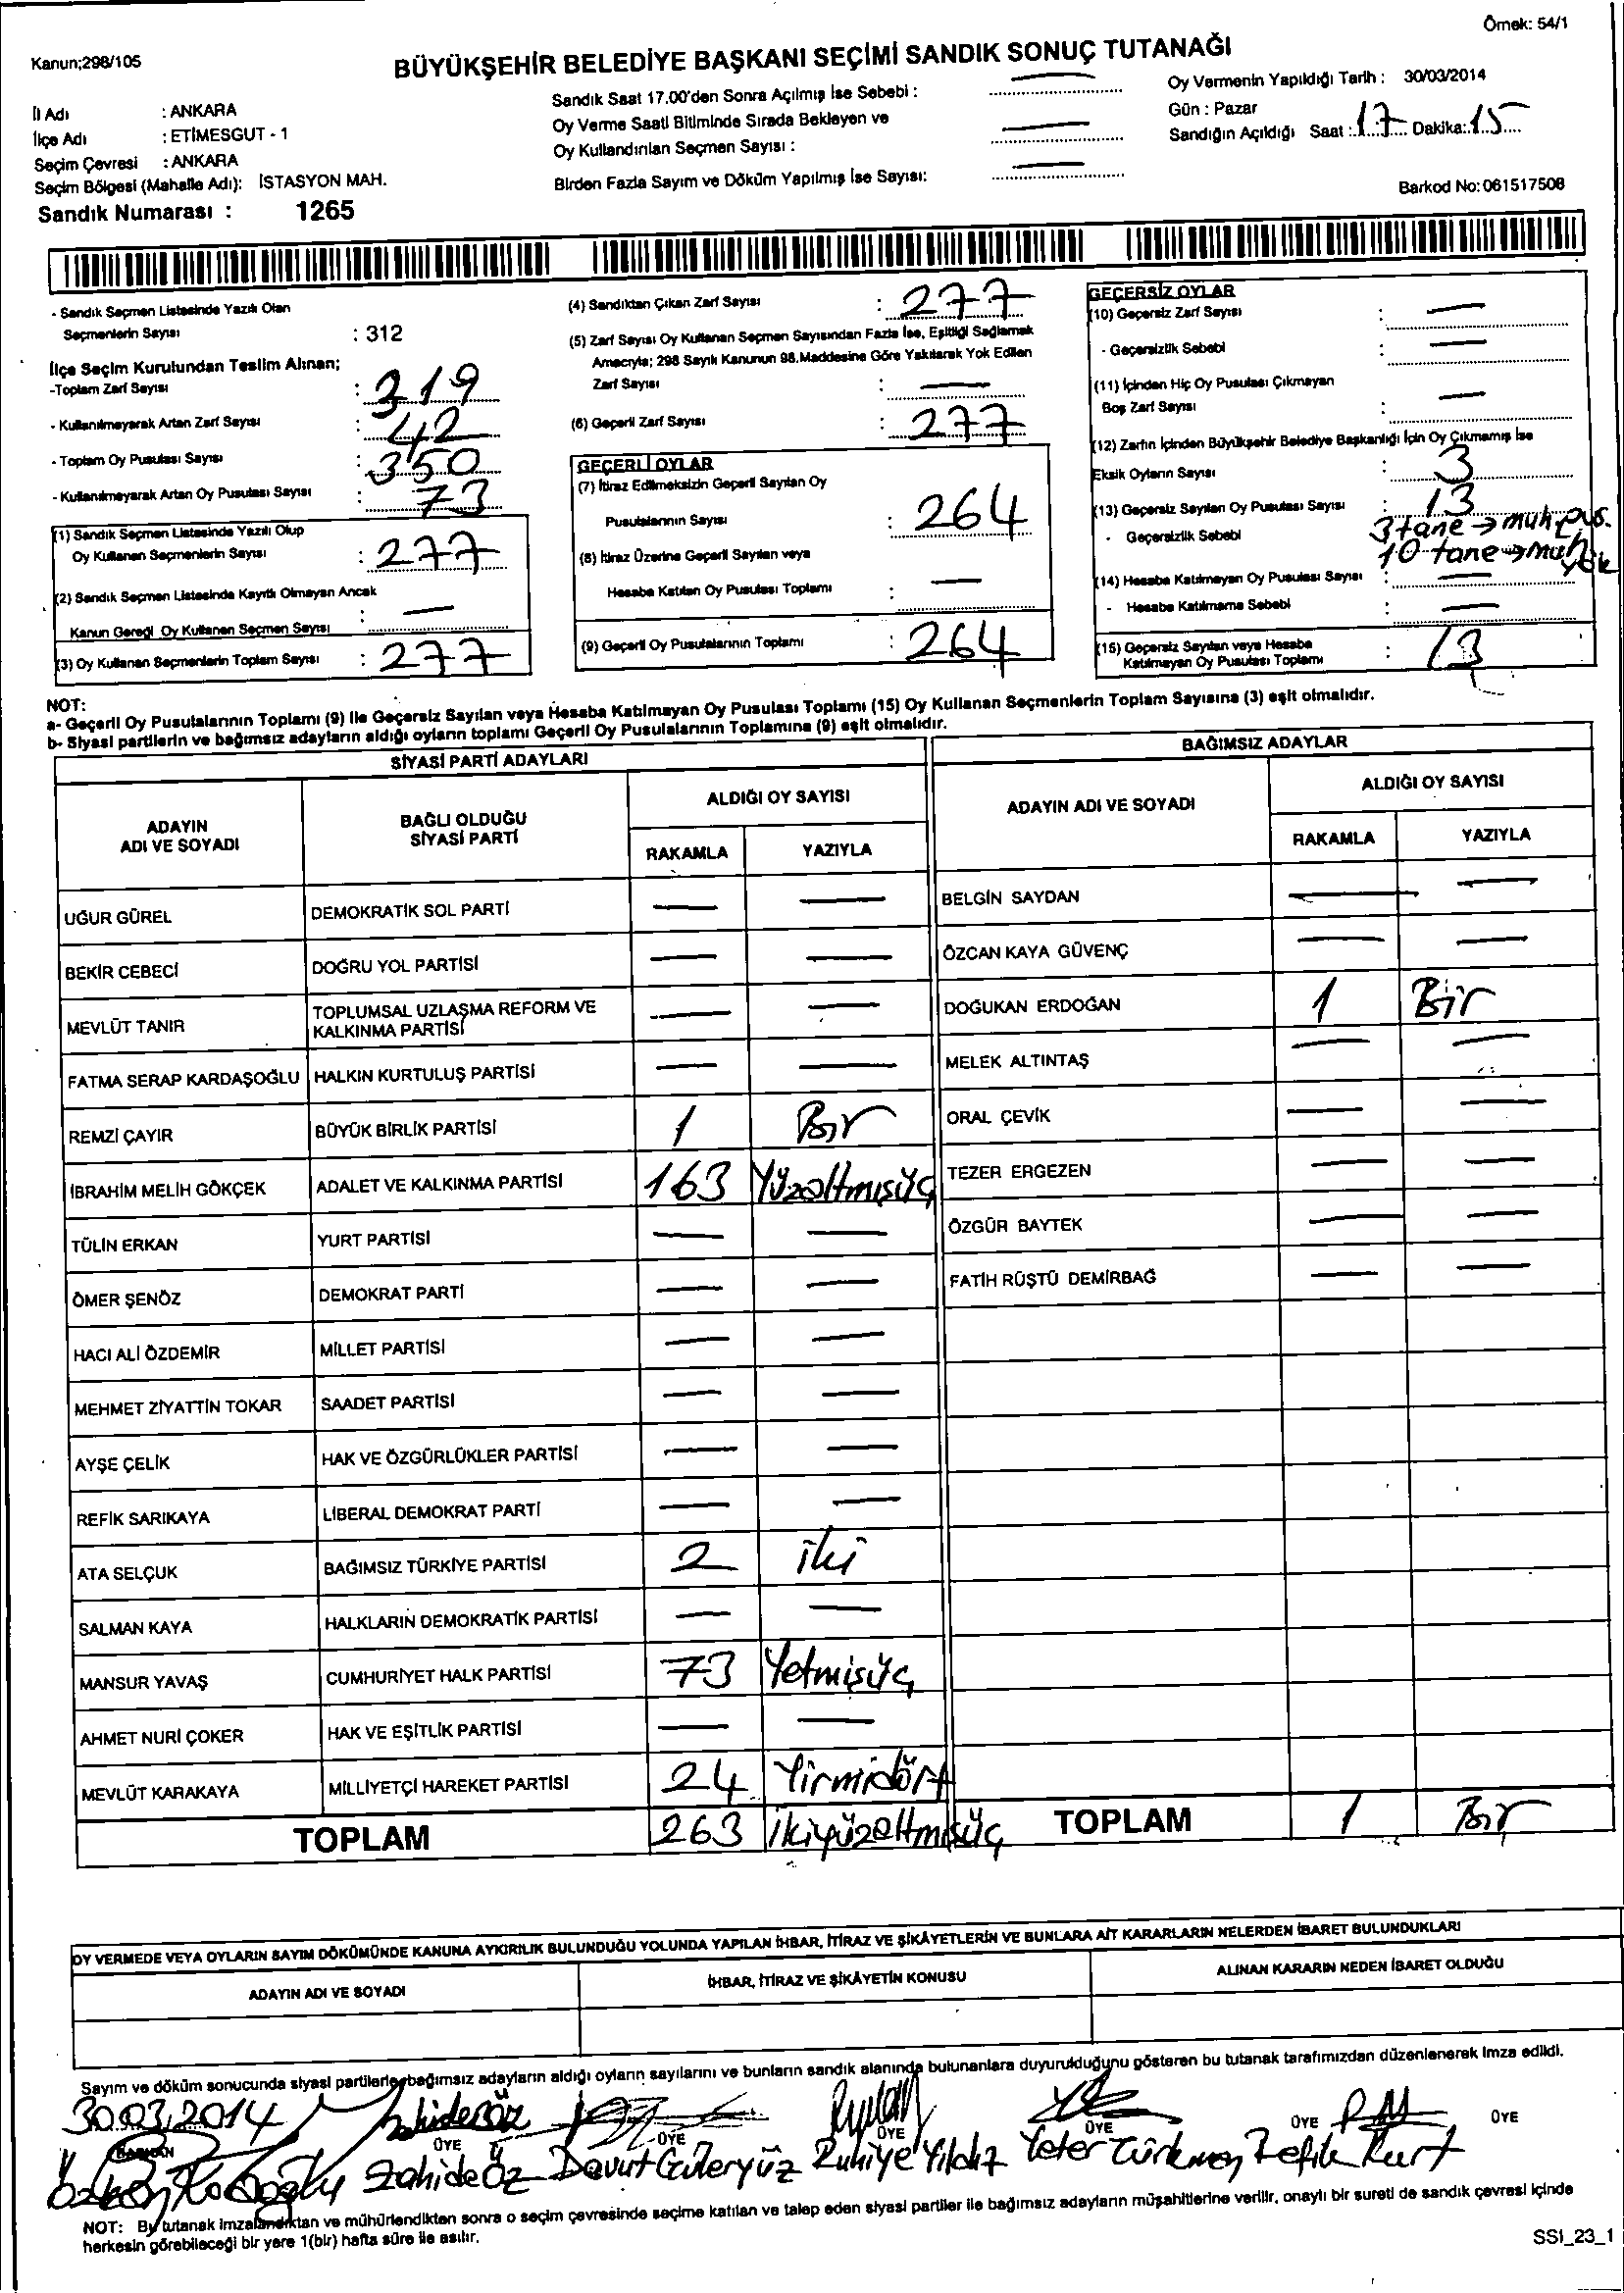 Örnek: 54/1
Kanun;298/105
BÜYÜKŞEHİR BELEDİYE BAŞKANI SEÇİMİ SANDIK SONUÇ TUTANAĞI
İl Adı : ANKARA
İlçe Adı : ETİMESGUT - 1
Seçim Çevresi : ANKARA
Seçim Bölgesi (Mahalle Adı): İSTASYON MAH.
Sandık Numarası : 1265
Sandık Saat 17.00'den Sonra Açılmış İse Sebebi : —
Oy Verme Saati Bitiminde Sırada Bekleyen ve
Oy Kullandırılan Seçmen Sayısı : —
Birden Fazla Sayım ve Döküm Yapılmış İse Sayısı: —
Oy Vermenin Yapıldığı Tarih : 30/03/2014
Gün : Pazar
Sandığın Açıldığı Saat : 17 Dakika: 15
Barkod No: 061517508
- Sandık Seçmen Listesinde Yazılı Olan
Seçmenlerin Sayısı : 312
İlçe Seçim Kurulundan Teslim Alınan;
-Toplam Zarf Sayısı : 319
- Kullanılmayarak Artan Zarf Sayısı : 42
- Toplam Oy Pusulası Sayısı : 350
- Kullanılmayarak Artan Oy Pusulası Sayısı : 73
(1) Sandık Seçmen Listesinde Yazılı Olup
Oy Kullanan Seçmenlerin Sayısı : 277
(2) Sandık Seçmen Listesinde Kayıtlı Olmayan Ancak
Kanun Gereği Oy Kullanan Seçmen Sayısı : —
(3) Oy Kullanan Seçmenlerin Toplam Sayısı : 277
(4) Sandıktan Çıkan Zarf Sayısı : 277
(5) Zarf Sayısı Oy Kullanan Seçmen Sayısından Fazla İse, Eşitliği Sağlamak
Amacıyla; 298 Sayılı Kanunun 98.Maddesine Göre Yakılarak Yok Edilen
Zarf Sayısı : —
(6) Geçerli Zarf Sayısı : 277
GEÇERLİ OYLAR
(7) İtiraz Edilmeksizin Geçerli Sayılan Oy
Pusulalarının Sayısı : 264
(8) İtiraz Üzerine Geçerli Sayılan veya
Hesaba Katılan Oy Pusulası Toplamı : —
(9) Geçerli Oy Pusulalarının Toplamı : 264
GEÇERSİZ OYLAR
(10) Geçersiz Zarf Sayısı : —
- Geçersizlik Sebebi : —
(11) İçinden Hiç Oy Pusulası Çıkmayan
Boş Zarf Sayısı : —
(12) Zarfın İçinden Büyükşehir Belediye Başkanlığı İçin Oy Çıkmamış İse
Eksik Oyların Sayısı : 3
(13) Geçersiz Sayılan Oy Pusulası Sayısı : 13
- Geçersizlik Sebebi 3 tane → muh. pus.
10 tane → muh yok
(14) Hesaba Katılmayan Oy Pusulası Sayısı : —
- Hesaba Katılmama Sebebi : —
(15) Geçersiz Sayılan veya Hesaba
Katılmayan Oy Pusulası Toplamı : 13
NOT:
a- Geçerli Oy Pusulalarının Toplamı (9) ile Geçersiz Sayılan veya Hesaba Katılmayan Oy Pusulası Toplamı (15) Oy Kullanan Seçmenlerin Toplam Sayısına (3) eşit olmalıdır.
b- Siyasi partilerin ve bağımsız adayların aldığı oyların toplamı Geçerli Oy Pusulalarının Toplamına (9) eşit olmalıdır.
SİYASİ PARTİ ADAYLARI
ADAYIN ADI VE SOYADI BAĞLI OLDUĞU SİYASİ PARTİ ALDIĞI OY SAYISI
RAKAMLA YAZIYLA
UĞUR GÜREL DEMOKRATİK SOL PARTİ — —
BEKİR CEBECİ DOĞRU YOL PARTİSİ — —
MEVLÜT TANIR TOPLUMSAL UZLAŞMA REFORM VE KALKINMA PARTİSİ — —
FATMA SERAP KARDAŞOĞLU HALKIN KURTULUŞ PARTİSİ — —
REMZİ ÇAYIR BÜYÜK BİRLİK PARTİSİ 1 Bir
İBRAHİM MELİH GÖKÇEK ADALET VE KALKINMA PARTİSİ 163 Yüzaltmışüç
TÜLİN ERKAN YURT PARTİSİ — —
ÖMER ŞENÖZ DEMOKRAT PARTİ — —
HACI ALİ ÖZDEMİR MİLLET PARTİSİ — —
MEHMET ZİYATTİN TOKAR SAADET PARTİSİ — —
AYŞE ÇELİK HAK VE ÖZGÜRLÜKLER PARTİSİ — —
REFİK SARIKAYA LİBERAL DEMOKRAT PARTİ — —
ATA SELÇUK BAĞIMSIZ TÜRKİYE PARTİSİ 2 iki
SALMAN KAYA HALKLARIN DEMOKRATİK PARTİSİ — —
MANSUR YAVAŞ CUMHURİYET HALK PARTİSİ 73 Yetmişüç
AHMET NURİ ÇOKER HAK VE EŞİTLİK PARTİSİ — —
MEVLÜT KARAKAYA MİLLİYETÇİ HAREKET PARTİSİ 24 Yirmidört
TOPLAM 263 ikiyüzaltmışüç
BAĞIMSIZ ADAYLAR
ADAYIN ADI VE SOYADI ALDIĞI OY SAYISI
RAKAMLA YAZIYLA
BELGİN SAYDAN — —
ÖZCAN KAYA GÜVENÇ — —
DOĞUKAN ERDOĞAN 1 Bir
MELEK ALTINTAŞ — —
ORAL ÇEVİK — —
TEZER ERGEZEN — —
ÖZGÜR BAYTEK — —
FATİH RÜŞTÜ DEMİRBAĞ — —
TOPLAM 1 Bir
OY VERMEDE VEYA OYLARIN SAYIM DÖKÜMÜNDE KANUNA AYKIRILIK BULUNDUĞU YOLUNDA YAPILAN İHBAR, İTİRAZ VE ŞİKÂYETLERİN VE BUNLARA AİT KARARLARIN NELERDEN İBARET BULUNDUKLARI
ADAYIN ADI VE SOYADI İHBAR, İTİRAZ VE ŞİKÂYETİN KONUSU ALINAN KARARIN NEDEN İBARET OLDUĞU
Sayım ve döküm sonucunda siyasi partilerle bağımsız adayların aldığı oyların sayılarını ve bunların sandık alanında bulunanlara duyurulduğunu gösteren bu tutanak tarafımızdan düzenlenerek imza edildi.
30.03.2014
BAŞKAN ÜYE ÜYE ÜYE ÜYE ÜYE ÜYE
Zahide Öz Davut Güleryüz Ruhiye Yıldız Yeter Türkmen Refik Kurt
NOT: Bu tutanak imzalandıktan ve mühürlendikten sonra o seçim çevresinde seçime katılan ve talep eden siyasi partiler ile bağımsız adayların müşahitlerine verilir, onaylı bir sureti de sandık çevresi içinde
herkesin görebileceği bir yere 1(bir) hafta süre ile asılır.
SSİ_23_1